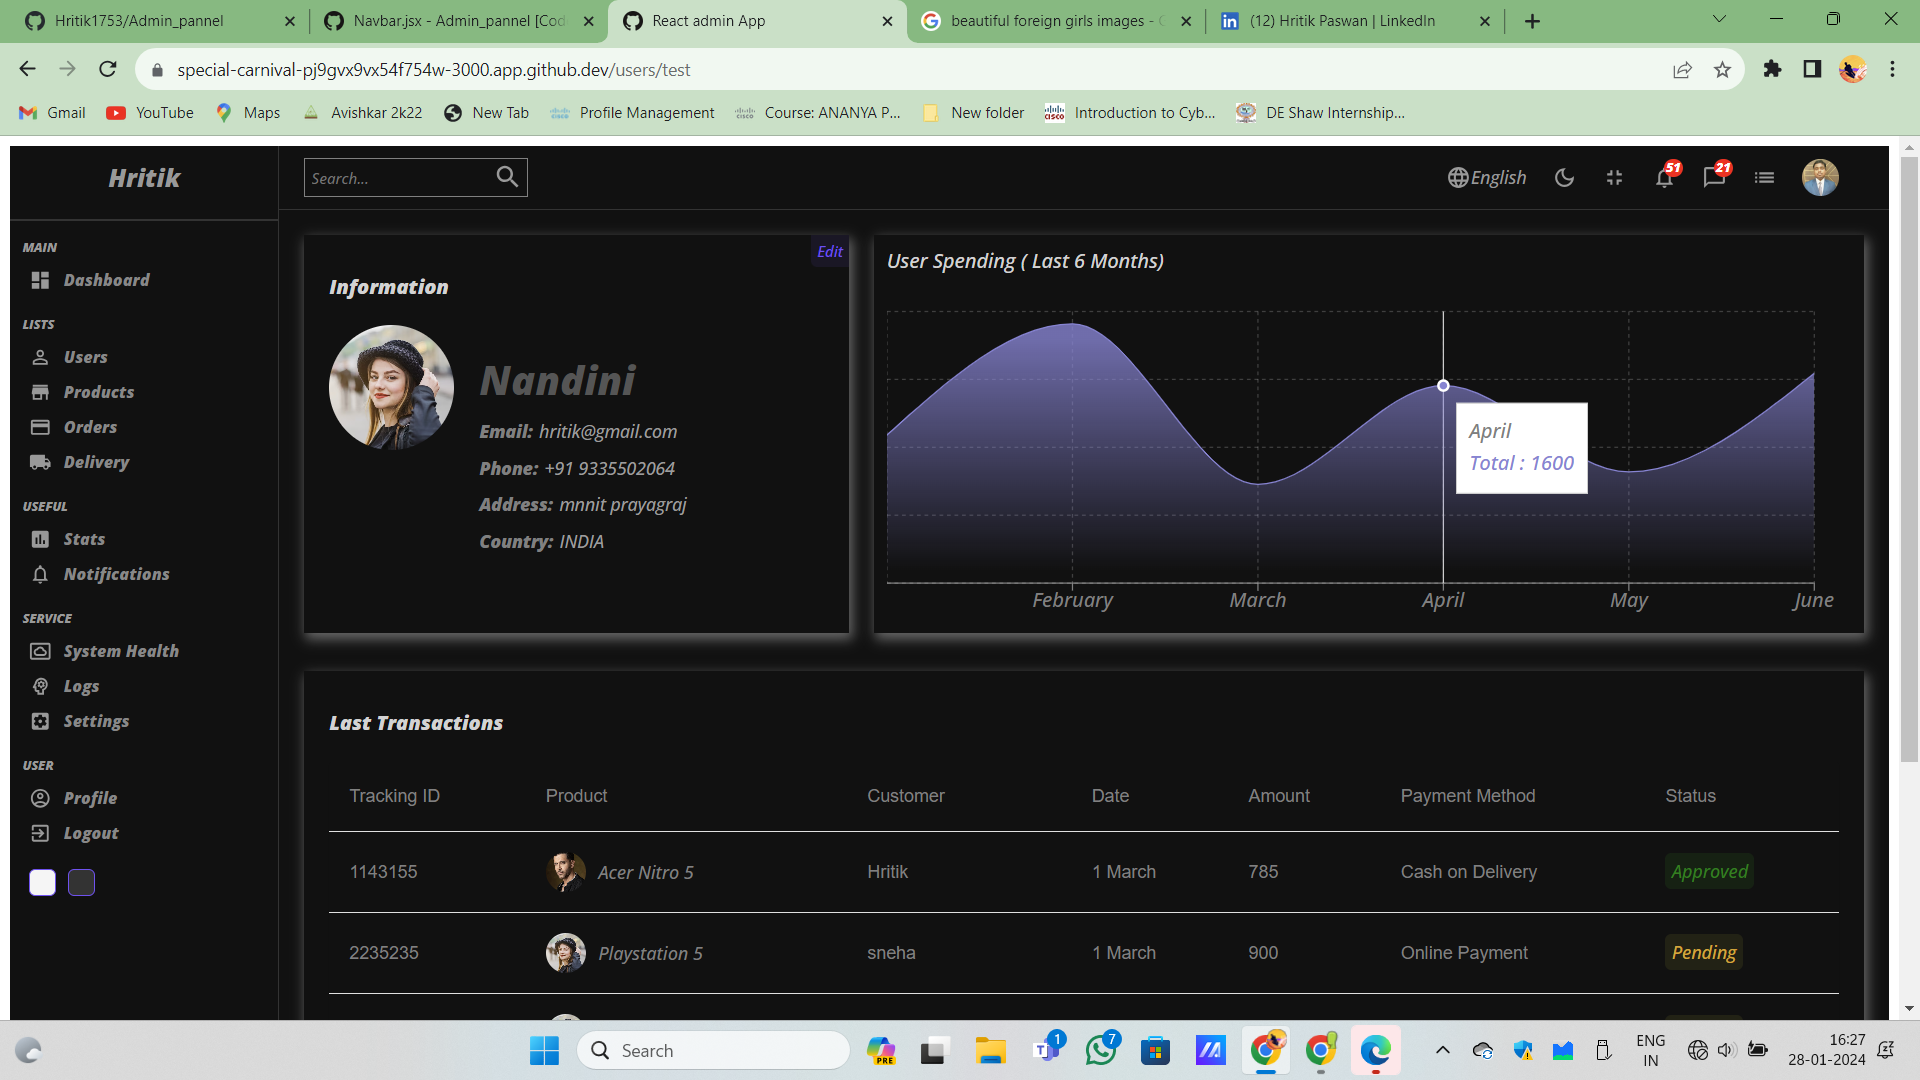 Hritik1753/Admin_pannel
Navbar.jsx - Admin_pannel [Cod
React admin App
beautiful foreign girls images - G
(12) Hritik Paswan | LinkedIn
special-carnival-pj9gvx9vx54f754w-3000.app.github.dev/users/test
Gmail
YouTube
Maps
Avishkar 2k22
New Tab
Profile Management
Course: ANANYA P...
New folder
Introduction to Cyb...
DE Shaw Internship...
Hritik
Search...
English
51
21
MAIN
Dashboard
LISTS
Users
Products
Orders
Delivery
USEFUL
Stats
Notifications
SERVICE
System Health
Logs
Settings
USER
Profile
Logout
Edit
Information
Nandini
Email: hritik@gmail.com
Phone: +91 9335502064
Address: mnnit prayagraj
Country: INDIA
User Spending ( Last 6 Months)
April
Total : 1600
February March April May June
Last Transactions
Tracking ID Product Customer Date Amount Payment Method Status
1143155 Acer Nitro 5 Hritik 1 March 785 Cash on Delivery Approved
2235235 Playstation 5 sneha 1 March 900 Online Payment Pending
Search
PRE
1
7
ENG
IN
16:27
28-01-2024